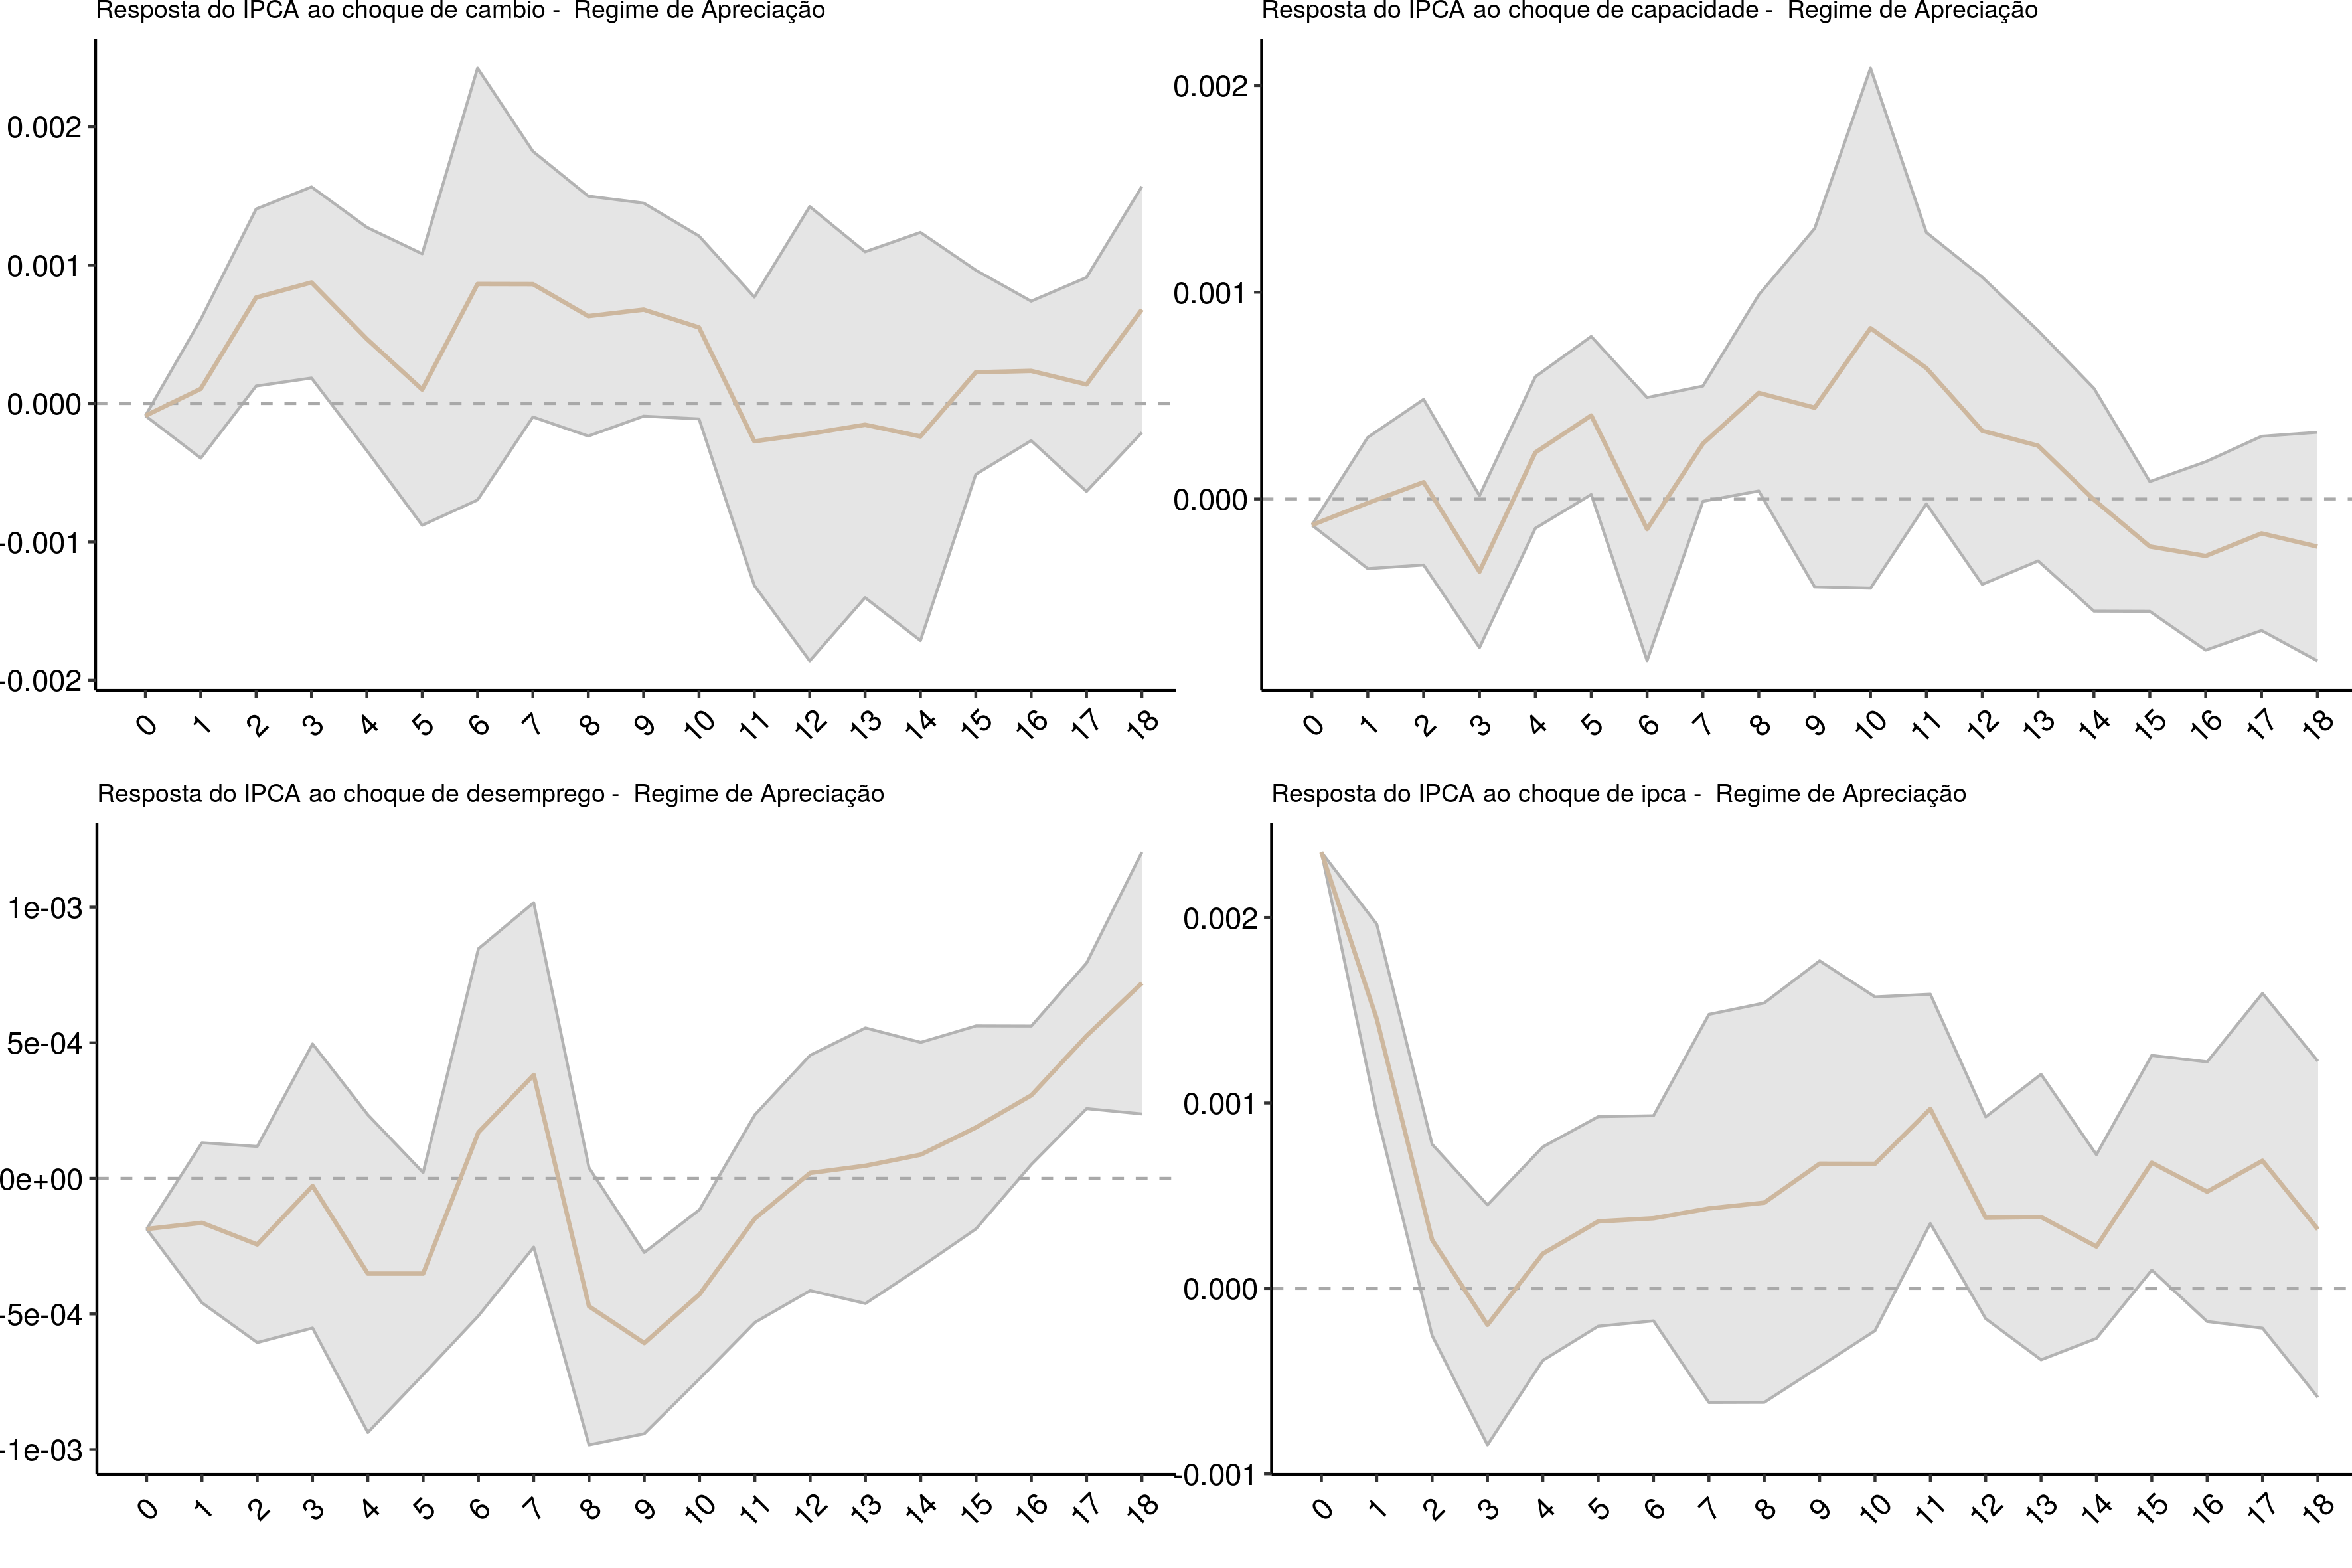 Resposta do IPCA ao choque de cambio -  Regime de Apreciação
0.002
0.001
0.000
-0.001
-0.002
0 1 2 3 4 5 6 7 8 9 10 11 12 13 14 15 16 17 18
Resposta do IPCA ao choque de capacidade -  Regime de Apreciação
0.002
0.001
0.000
0 1 2 3 4 5 6 7 8 9 10 11 12 13 14 15 16 17 18
Resposta do IPCA ao choque de desemprego -  Regime de Apreciação
1e-03
5e-04
0e+00
-5e-04
-1e-03
0 1 2 3 4 5 6 7 8 9 10 11 12 13 14 15 16 17 18
Resposta do IPCA ao choque de ipca -  Regime de Apreciação
0.002
0.001
0.000
-0.001
0 1 2 3 4 5 6 7 8 9 10 11 12 13 14 15 16 17 18